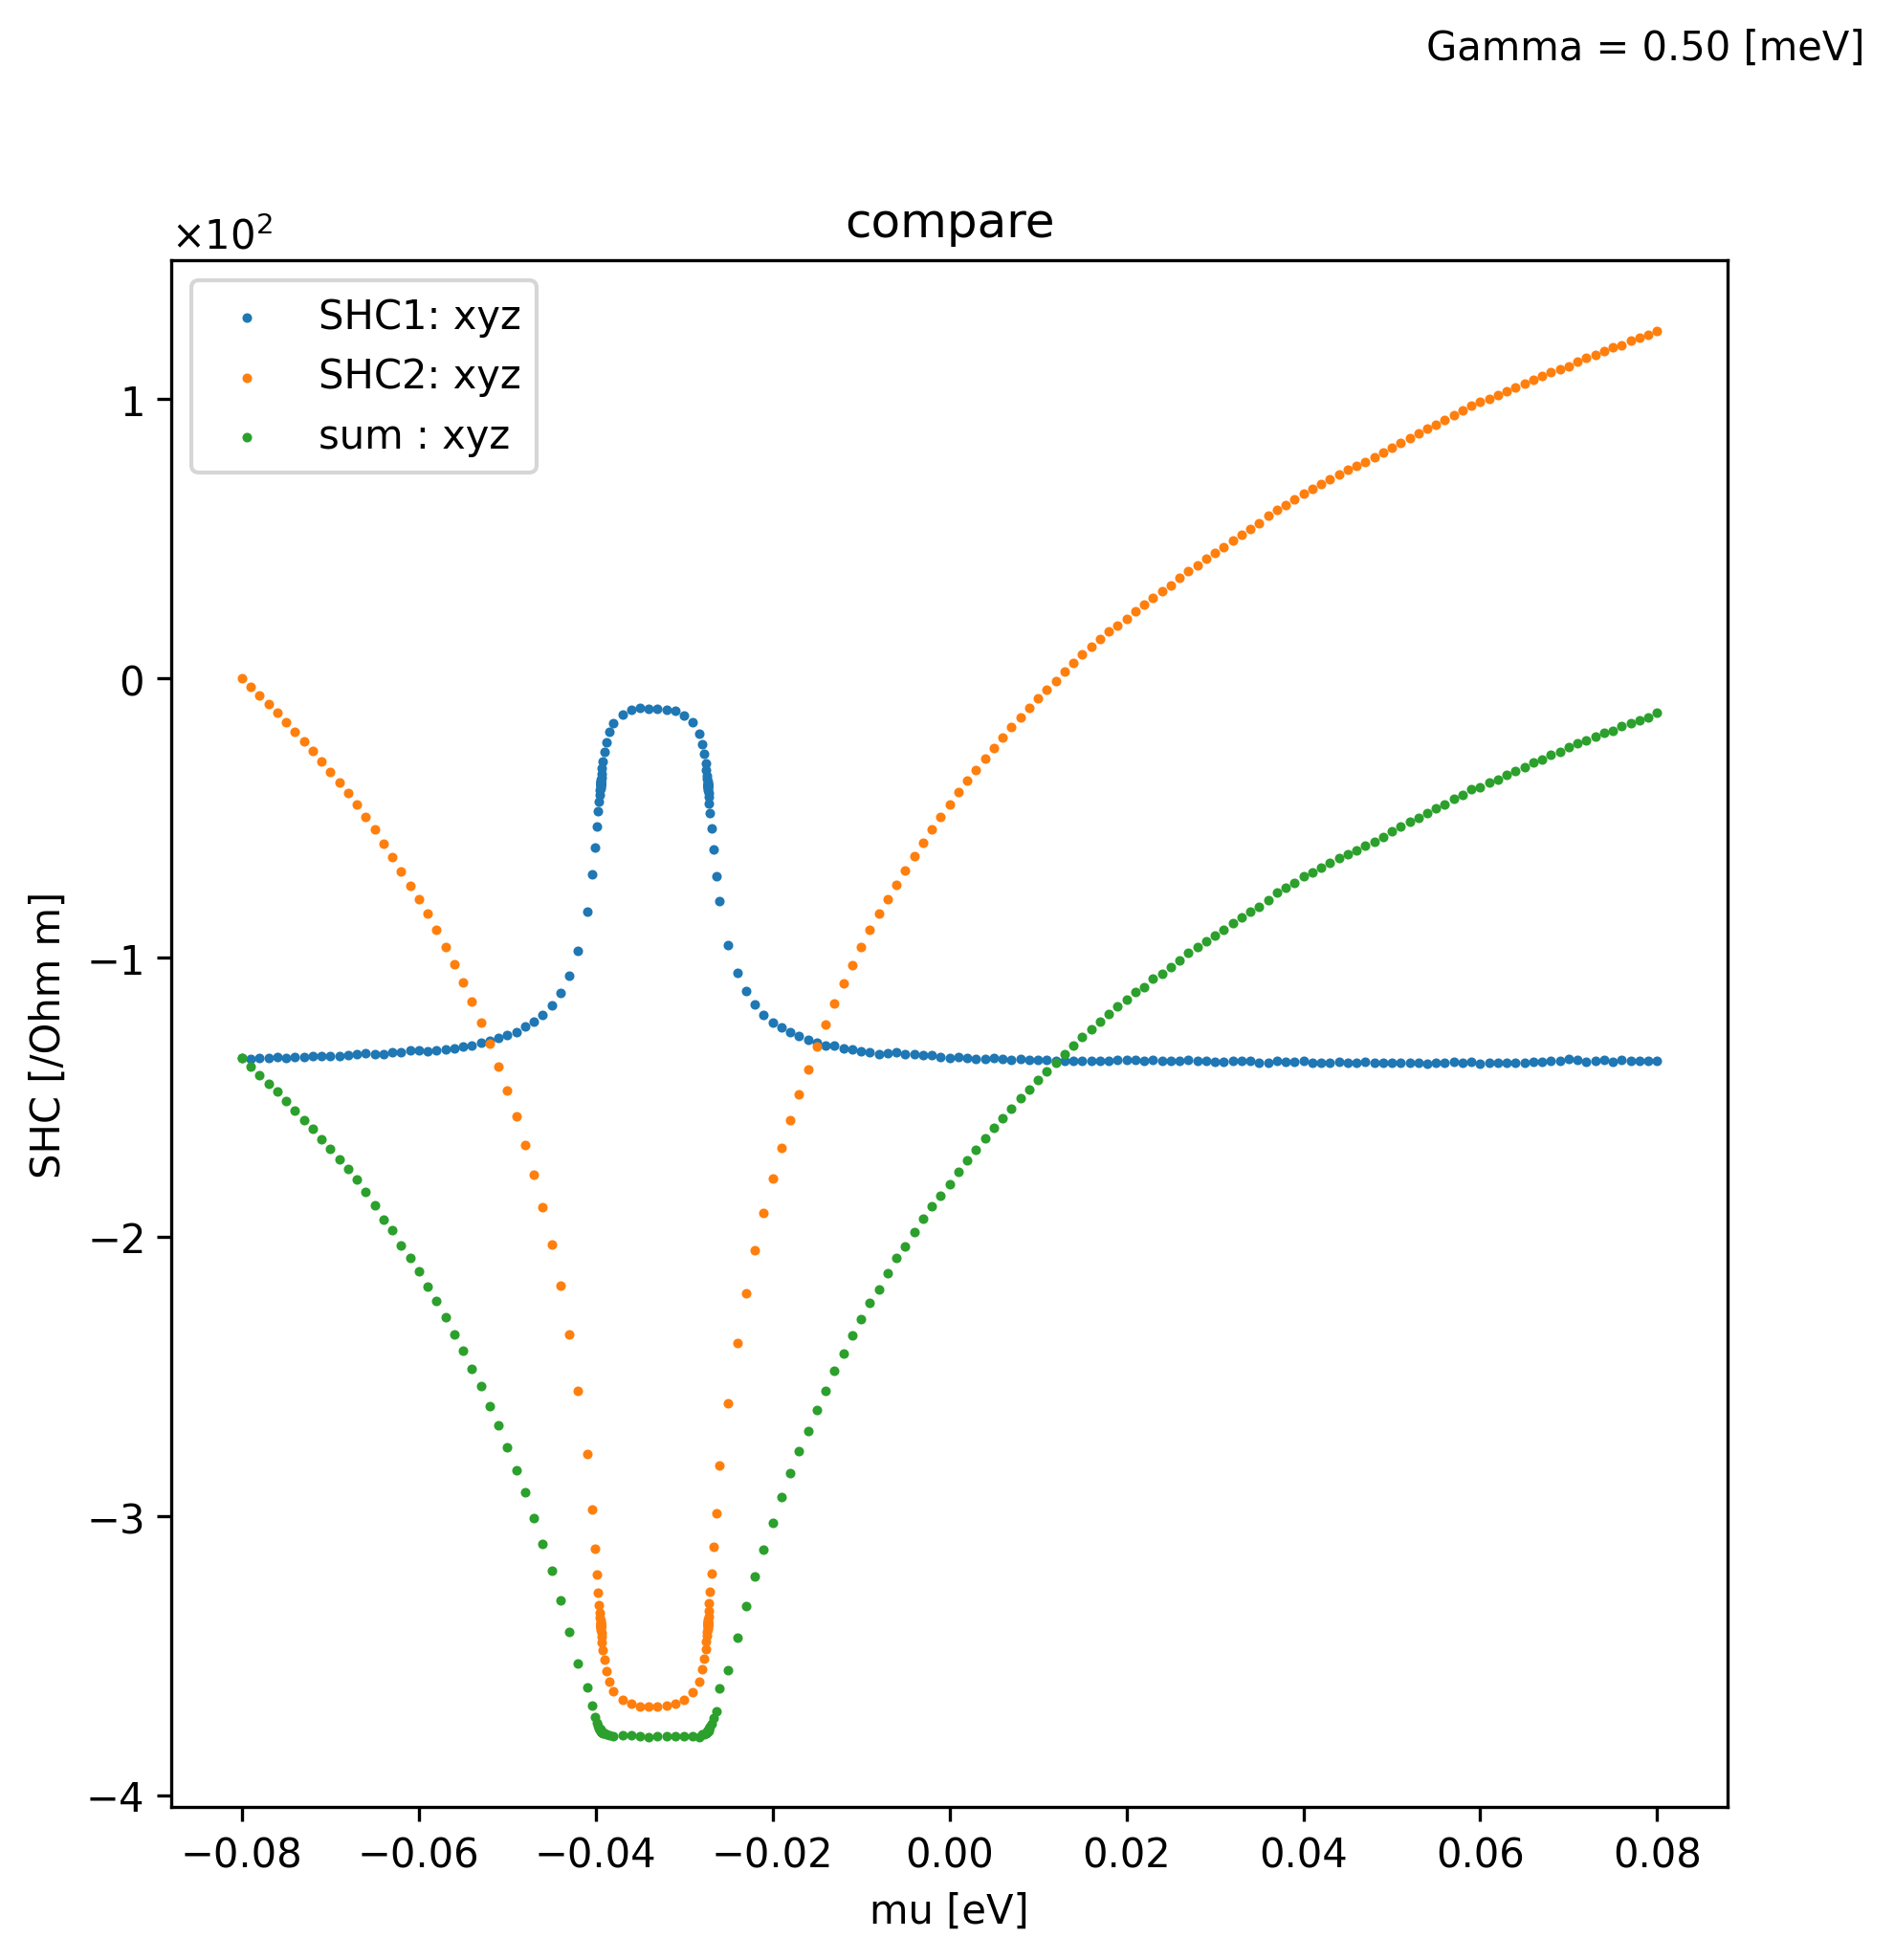 Gamma = 0.50 [meV]
compare
×10²
SHC1: xyz
SHC2: xyz
sum : xyz
1
0
−1
−2
−3
−4
SHC [/Ohm m]
−0.08 −0.06 −0.04 −0.02 0.00 0.02 0.04 0.06 0.08
mu [eV]